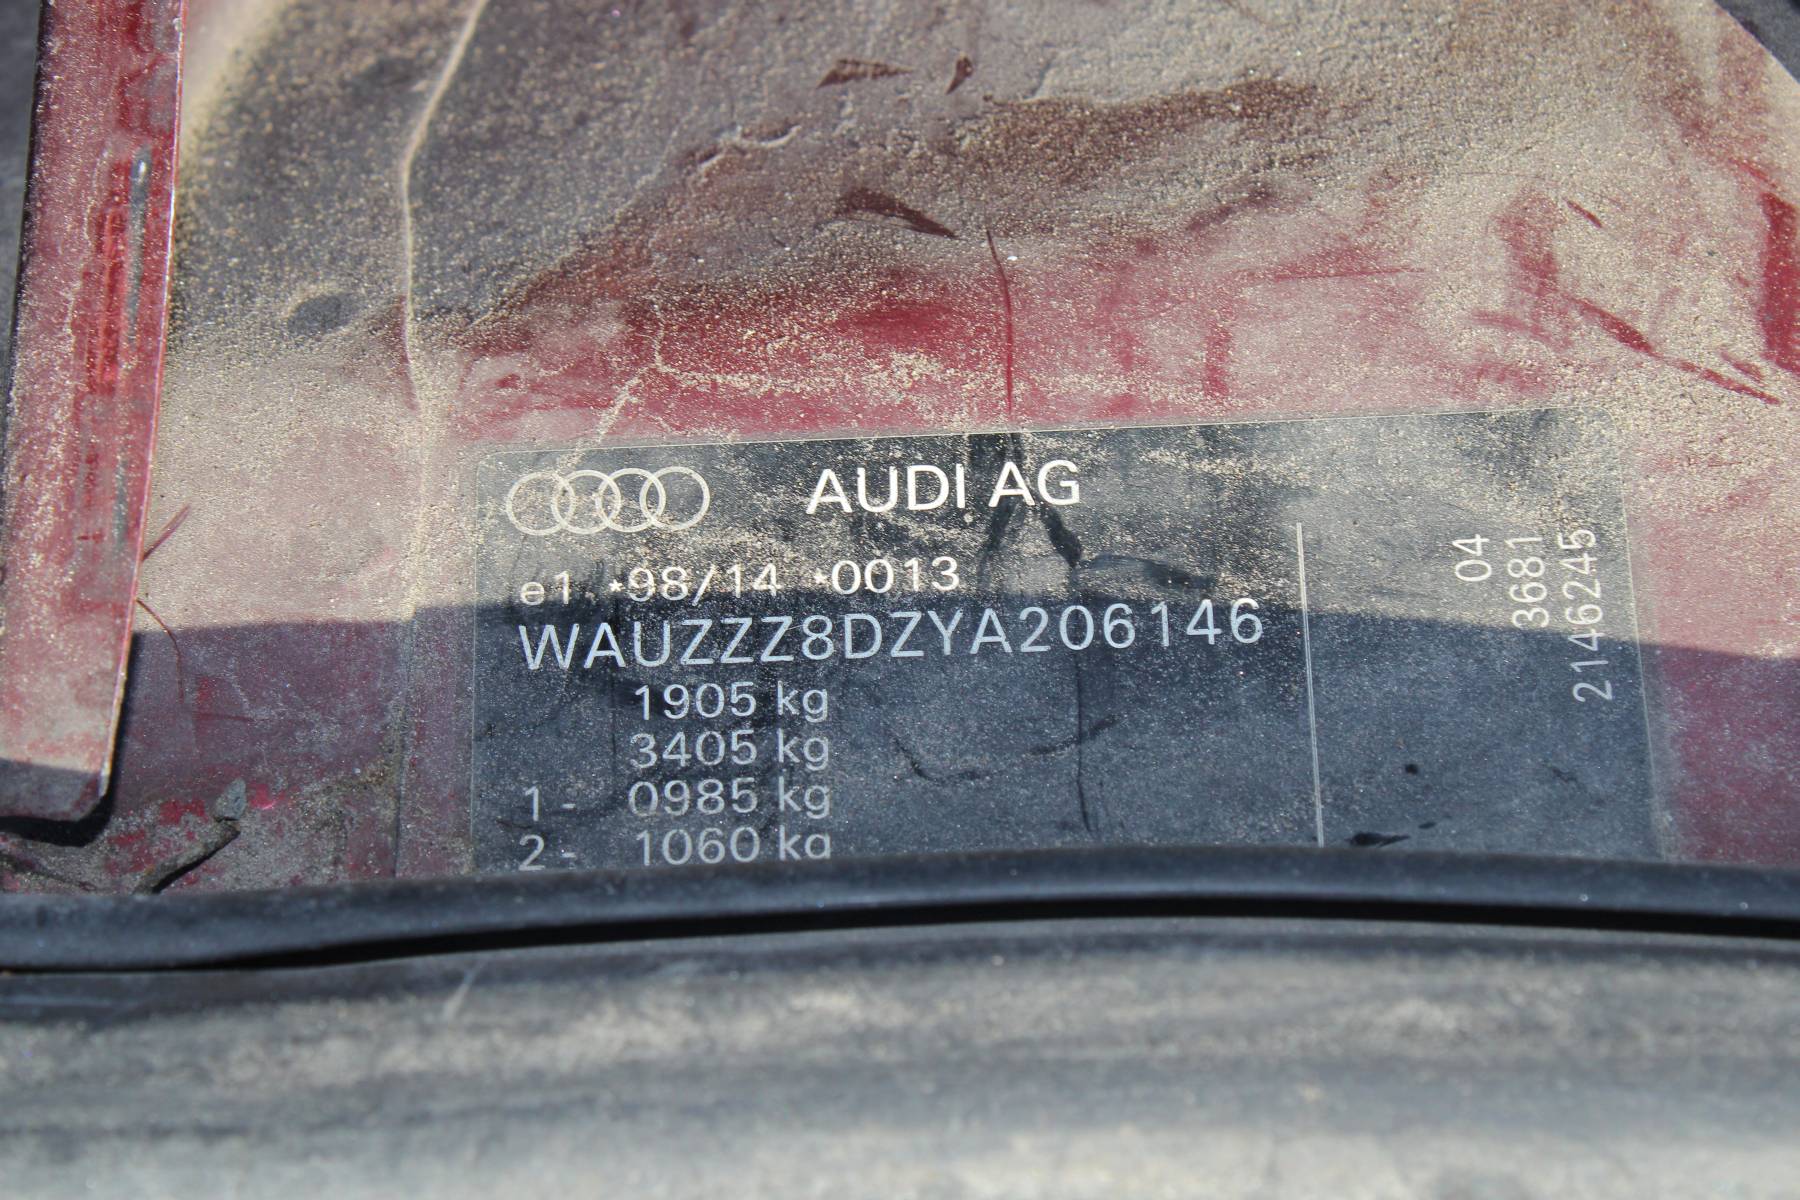 AUDI AG
e1 *98/14 *0013
WAUZZZ8DZYA206146
1905 kg
3405 kg
1 - 0985 kg
2 - 1060 kg
04
3681
2146245